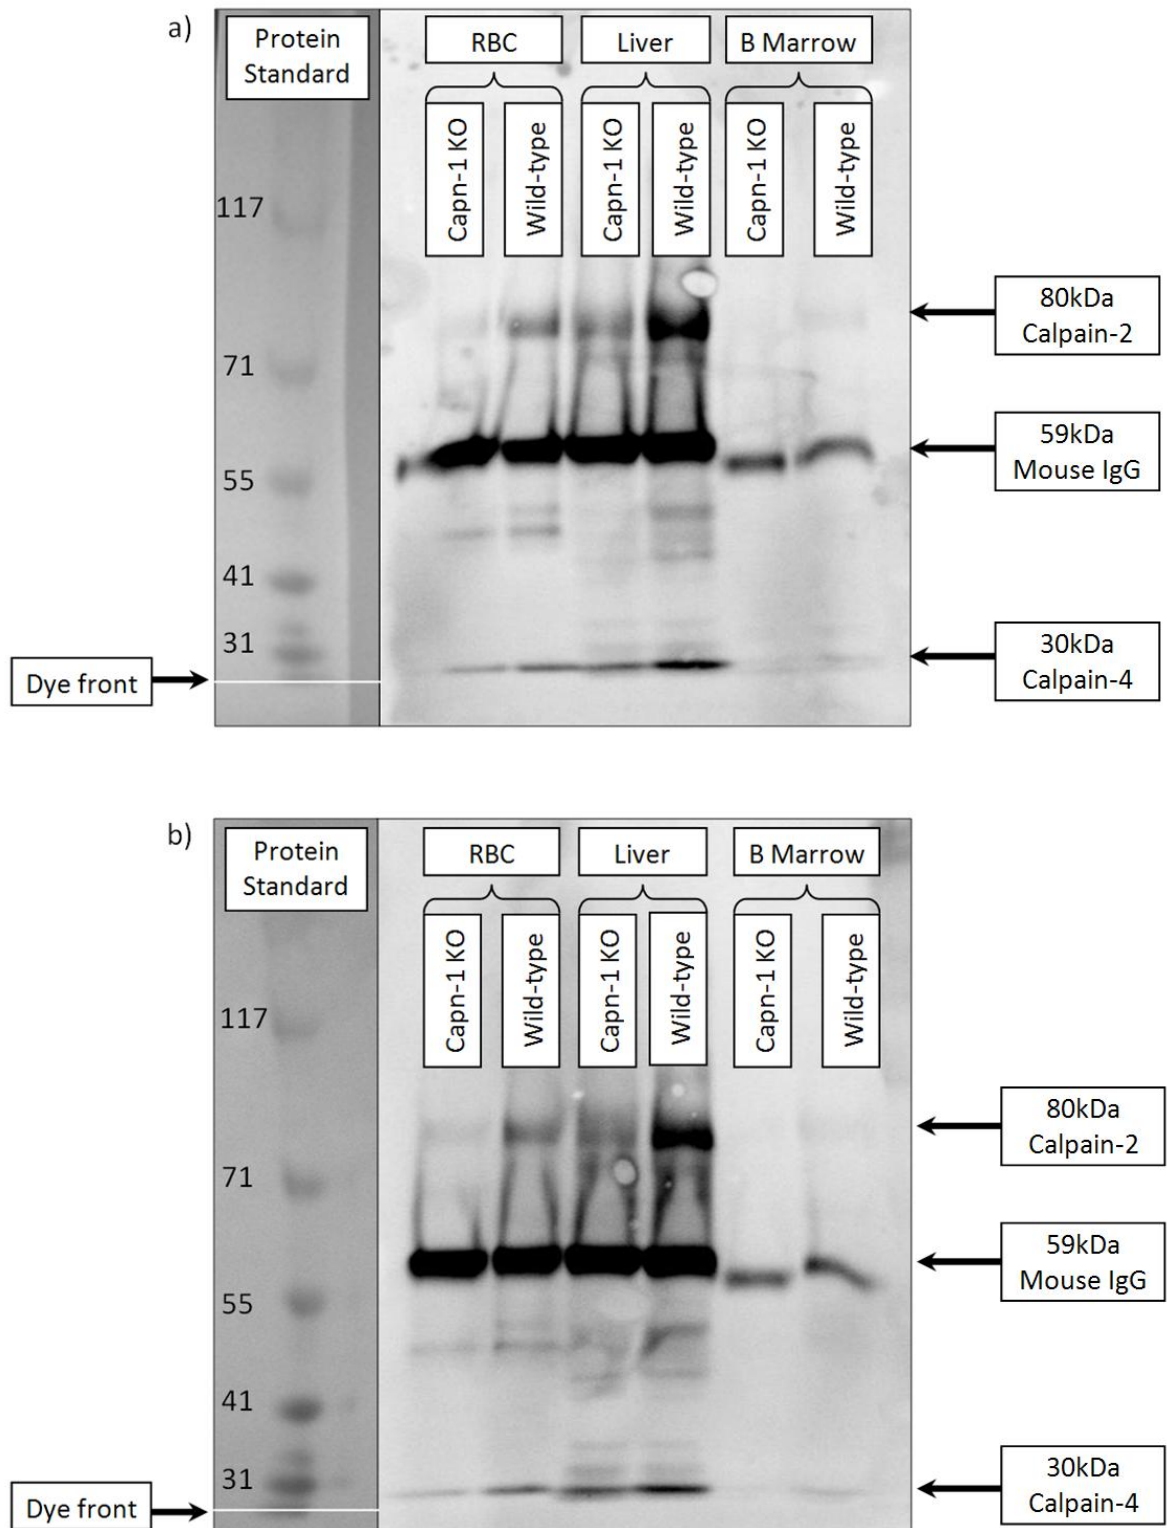 a)
Protein
Standard
RBC
Liver
B Marrow
Capn-1 KO
Wild-type
Capn-1 KO
Wild-type
Capn-1 KO
Wild-type
117
71
55
41
31
Dye front
80kDa
Calpain-2
59kDa
Mouse IgG
30kDa
Calpain-4
b)
Protein
Standard
RBC
Liver
B Marrow
Capn-1 KO
Wild-type
Capn-1 KO
Wild-type
Capn-1 KO
Wild-type
117
71
55
41
31
Dye front
80kDa
Calpain-2
59kDa
Mouse IgG
30kDa
Calpain-4